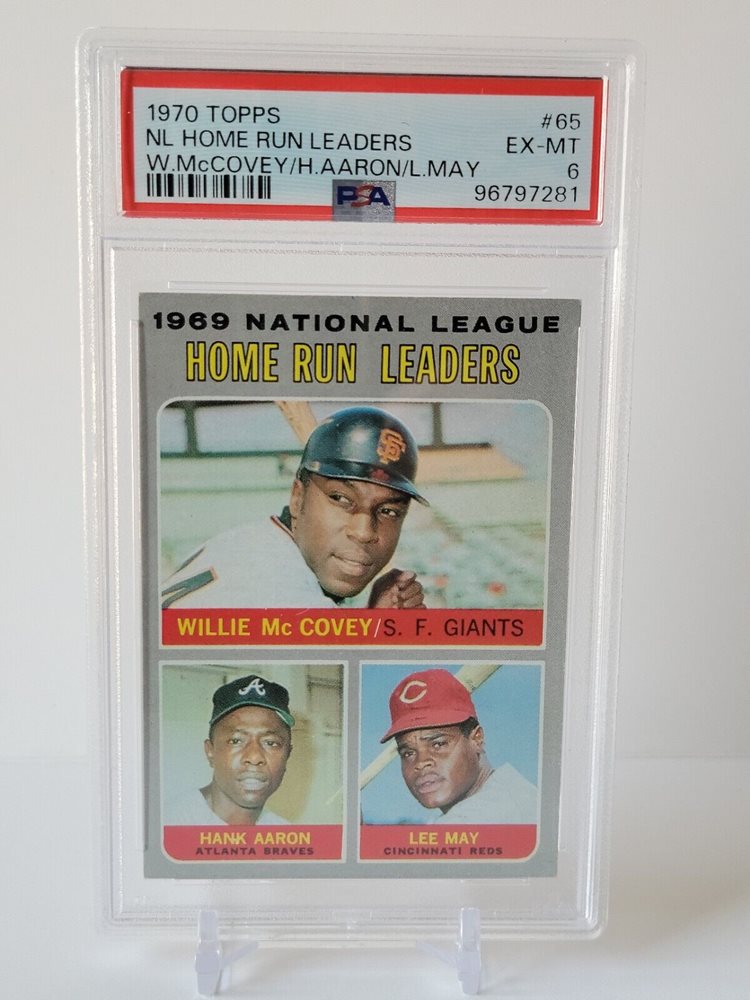 1970 TOPPS #65
NL HOME RUN LEADERS EX-MT
W.McCOVEY/H.AARON/L.MAY 6
PSA 96797281
1969 NATIONAL LEAGUE
HOME RUN LEADERS
SF
WILLIE Mc COVEY/S. F. GIANTS
A
C
HANK AARON
ATLANTA BRAVES
LEE MAY
CINCINNATI REDS